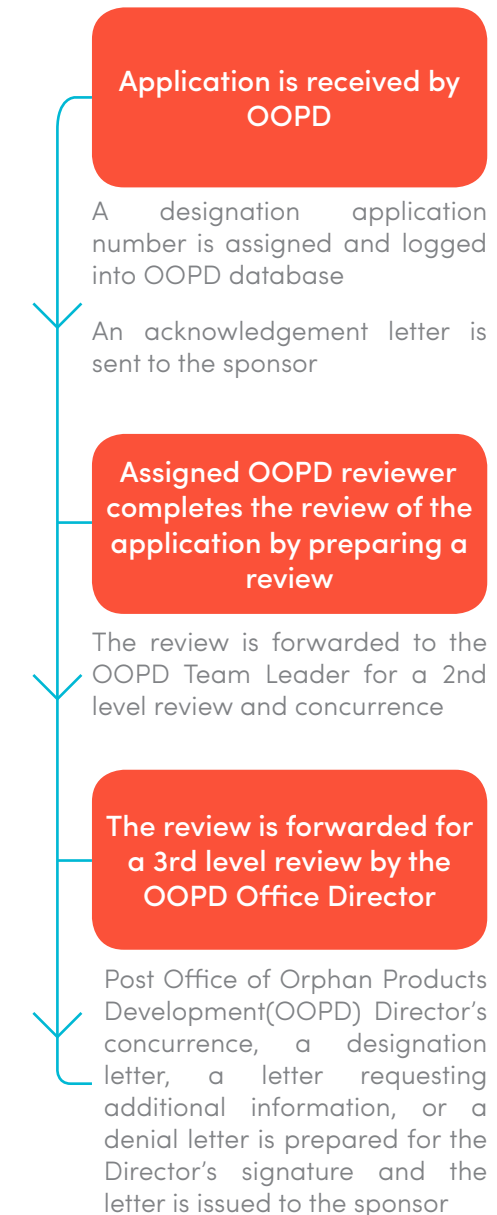 Application is received by
OOPD
A designation application
number is assigned and logged
into OOPD database
An acknowledgement letter is
sent to the sponsor
Assigned OOPD reviewer
completes the review of the
application by preparing a
review
The review is forwarded to the
OOPD Team Leader for a 2nd
level review and concurrence
The review is forwarded for
a 3rd level review by the
OOPD Office Director
Post Office of Orphan Products
Development(OOPD) Director's
concurrence, a designation
letter, a letter requesting
additional information, or a
denial letter is prepared for the
Director's signature and the
letter is issued to the sponsor